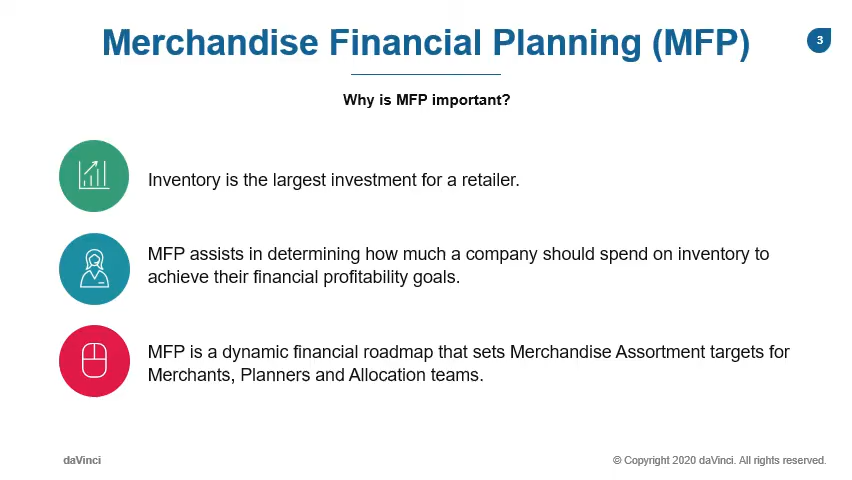 Merchandise Financial Planning (MFP)
3
Why is MFP important?
Inventory is the largest investment for a retailer.
MFP assists in determining how much a company should spend on inventory to
achieve their financial profitability goals.
MFP is a dynamic financial roadmap that sets Merchandise Assortment targets for
Merchants, Planners and Allocation teams.
daVinci
© Copyright 2020 daVinci. All rights reserved.